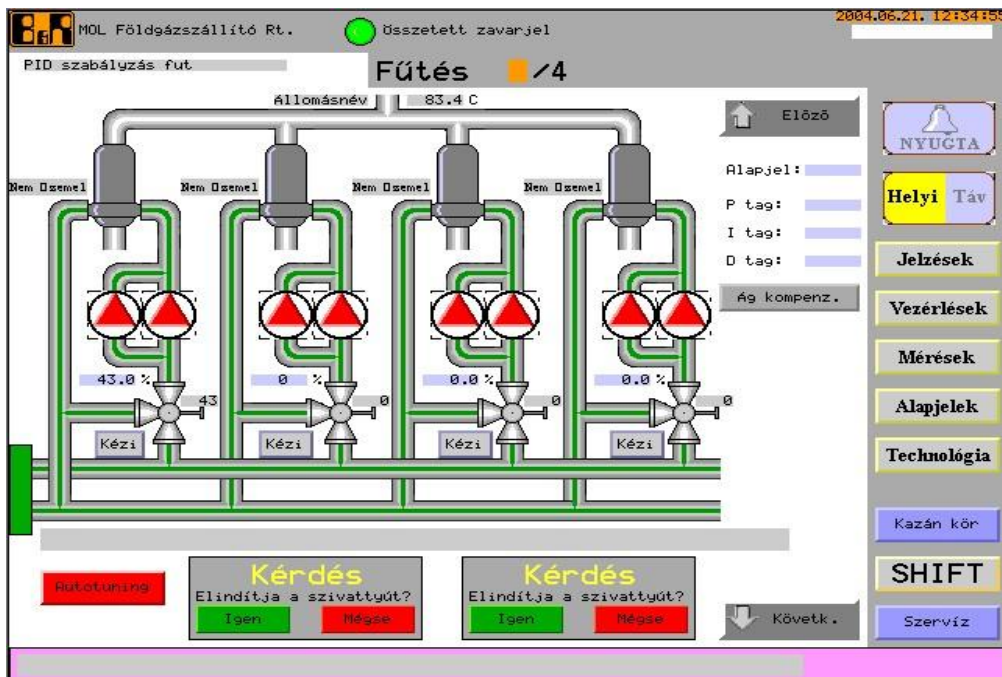 B&R MOL Földgázszállító Rt. Összetett zavarjel 2004.06.21. 12:34:55
PID szabályzás fut
Fűtés /4
Állomásnév 83.4 C
Előző
NYUGTA
Nem Üzemel Nem Üzemel Nem Üzemel Nem Üzemel
Alapjel:
P tag:
I tag:
D tag:
Helyi Táv
Jelzések
Ág kompenz.
Vezérlések
Mérések
43.0 % 0 % 0.0 % 0.0 %
43 0 0 0
Alapjelek
Kézi Kézi Kézi Kézi
Technológia
Kazán kör
Autotuning
Kérdés
Elindítja a szivattyút?
Igen Mégse
Kérdés
Elindítja a szivattyút?
Igen Mégse
SHIFT
Követk.
Szervíz